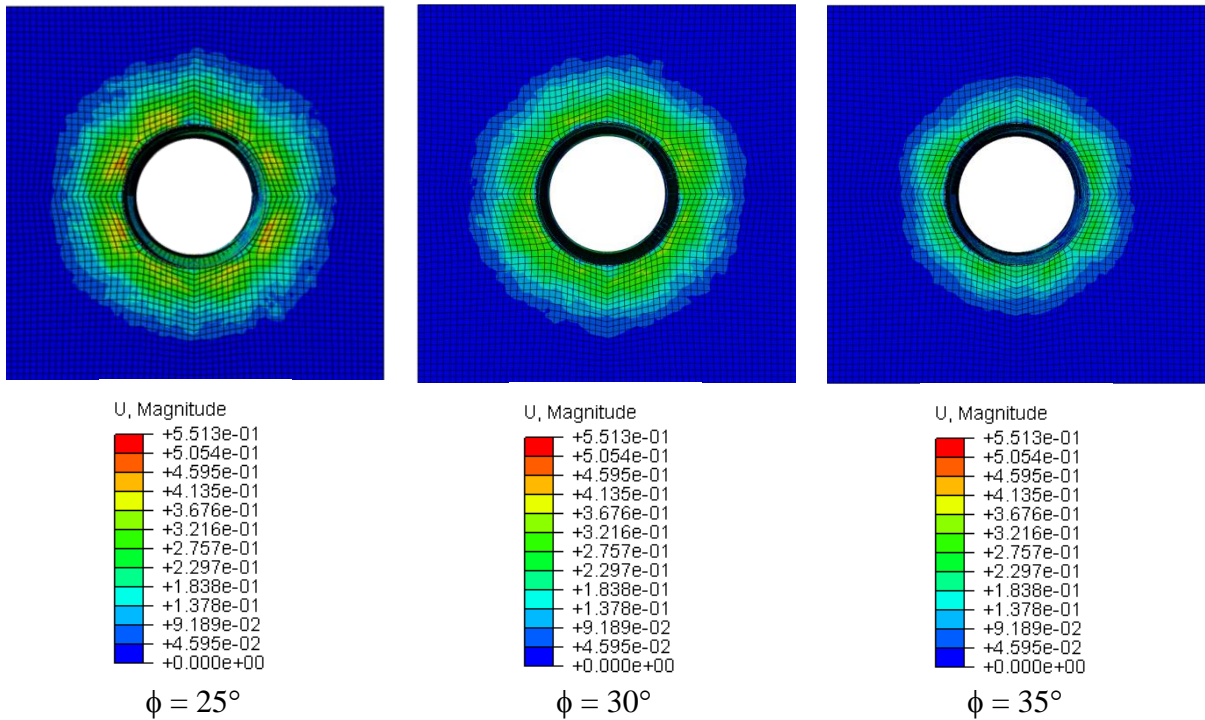 U, Magnitude
+5.513e-01
+5.054e-01
+4.595e-01
+4.135e-01
+3.676e-01
+3.216e-01
+2.757e-01
+2.297e-01
+1.838e-01
+1.378e-01
+9.189e-02
+4.595e-02
+0.000e+00
ϕ = 25°
U, Magnitude
+5.513e-01
+5.054e-01
+4.595e-01
+4.135e-01
+3.676e-01
+3.216e-01
+2.757e-01
+2.297e-01
+1.838e-01
+1.378e-01
+9.189e-02
+4.595e-02
+0.000e+00
ϕ = 30°
U, Magnitude
+5.513e-01
+5.054e-01
+4.595e-01
+4.135e-01
+3.676e-01
+3.216e-01
+2.757e-01
+2.297e-01
+1.838e-01
+1.378e-01
+9.189e-02
+4.595e-02
+0.000e+00
ϕ = 35°